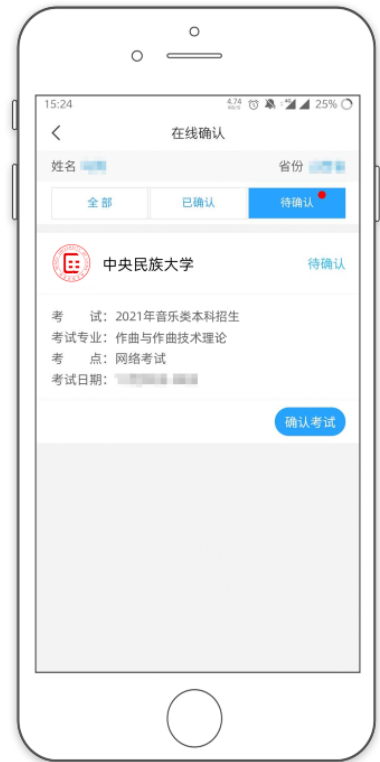 15:24 25%
在线确认
姓名 省份
全部 已确认 待确认
中央民族大学 待确认
考 试：2021年音乐类本科招生
考试专业：作曲与作曲技术理论
考 点：网络考试
考试日期：
确认考试